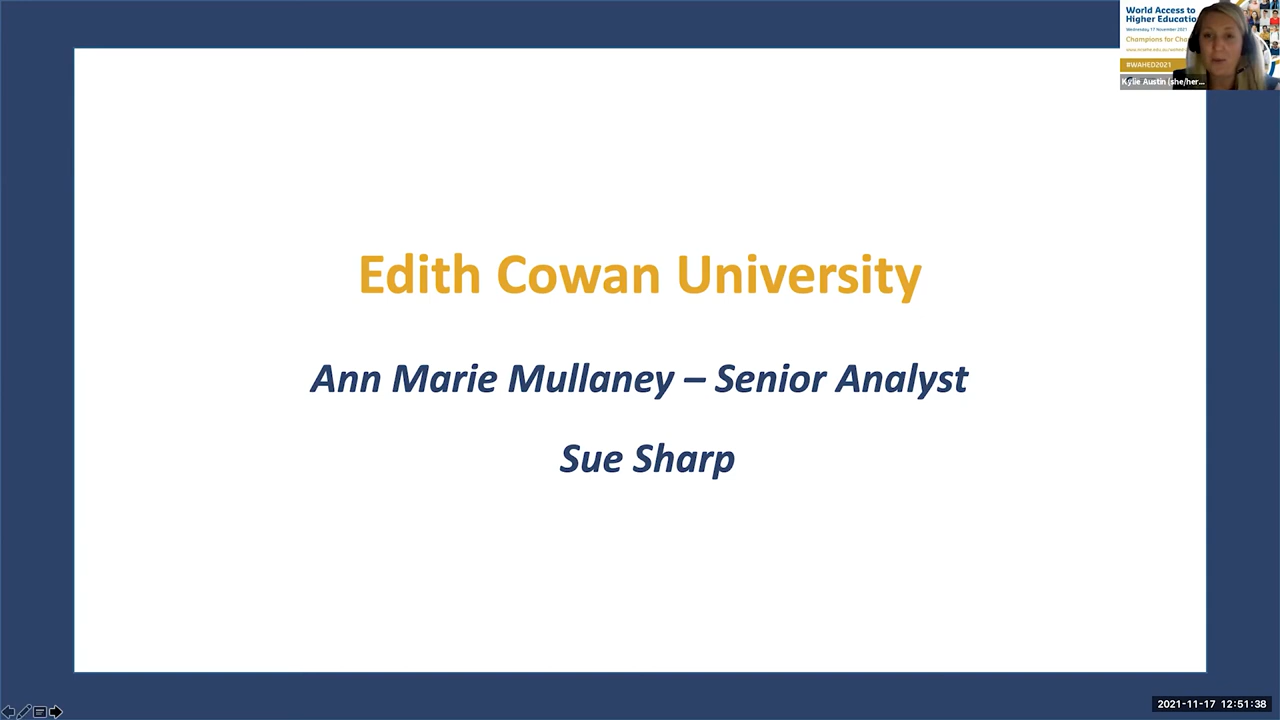 World Access to
Higher Educatio
Wednesday 17 November 2021
Champions for Cha
#WAHED2021
Kylie Austin (she/her...
Edith Cowan University
Ann Marie Mullaney – Senior Analyst
Sue Sharp
2021-11-17 12:51:38